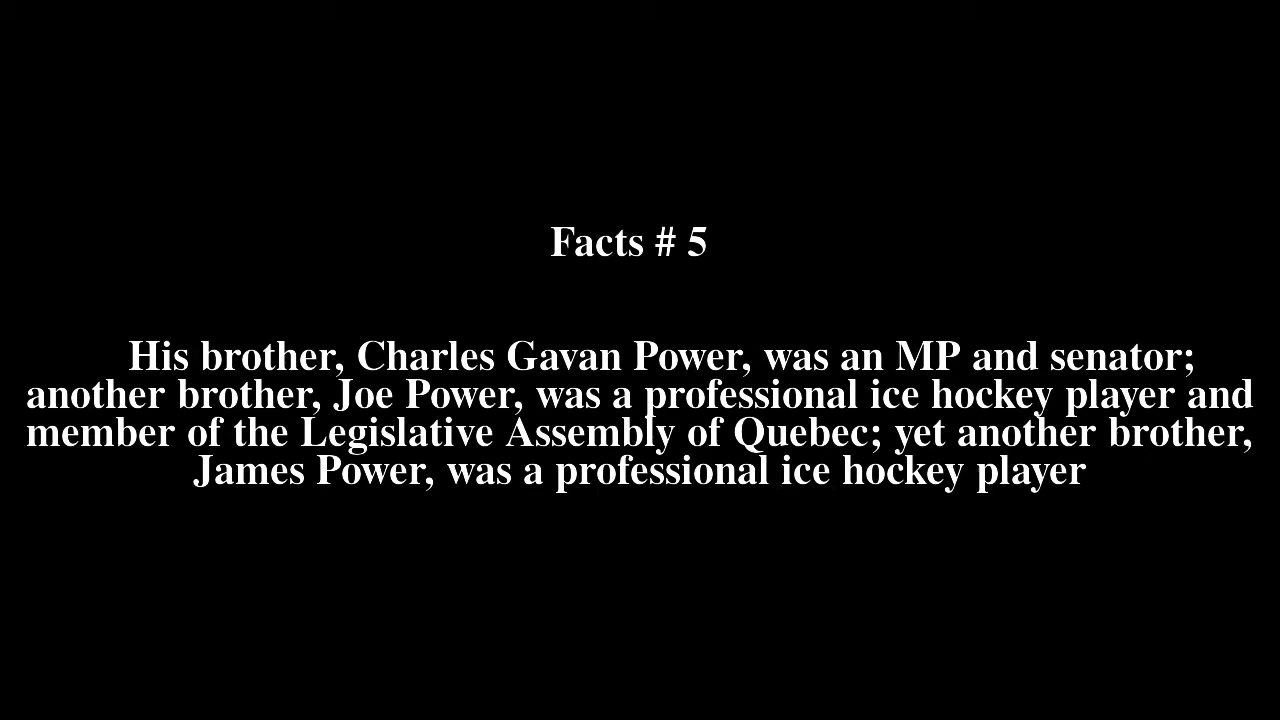 Facts # 5
His brother, Charles Gavan Power, was an MP and senator;
another brother, Joe Power, was a professional ice hockey player and
member of the Legislative Assembly of Quebec; yet another brother,
James Power, was a professional ice hockey player